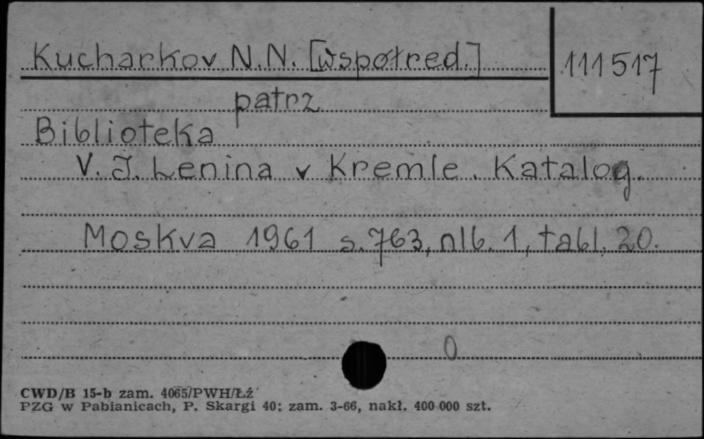 Kucharkov N.N. [współred.]
111517
patrz
Biblioteka
V. J. Lenina v Kremle. Katalog.
Moskva 1961 s. 763, nlb. 1, tabl. 20.
0
CWD/B 15-b zam. 4065/PWH/Łź
PZG w Pabianicach, P. Skargi 40; zam. 3-66, nakł. 400 000 szt.